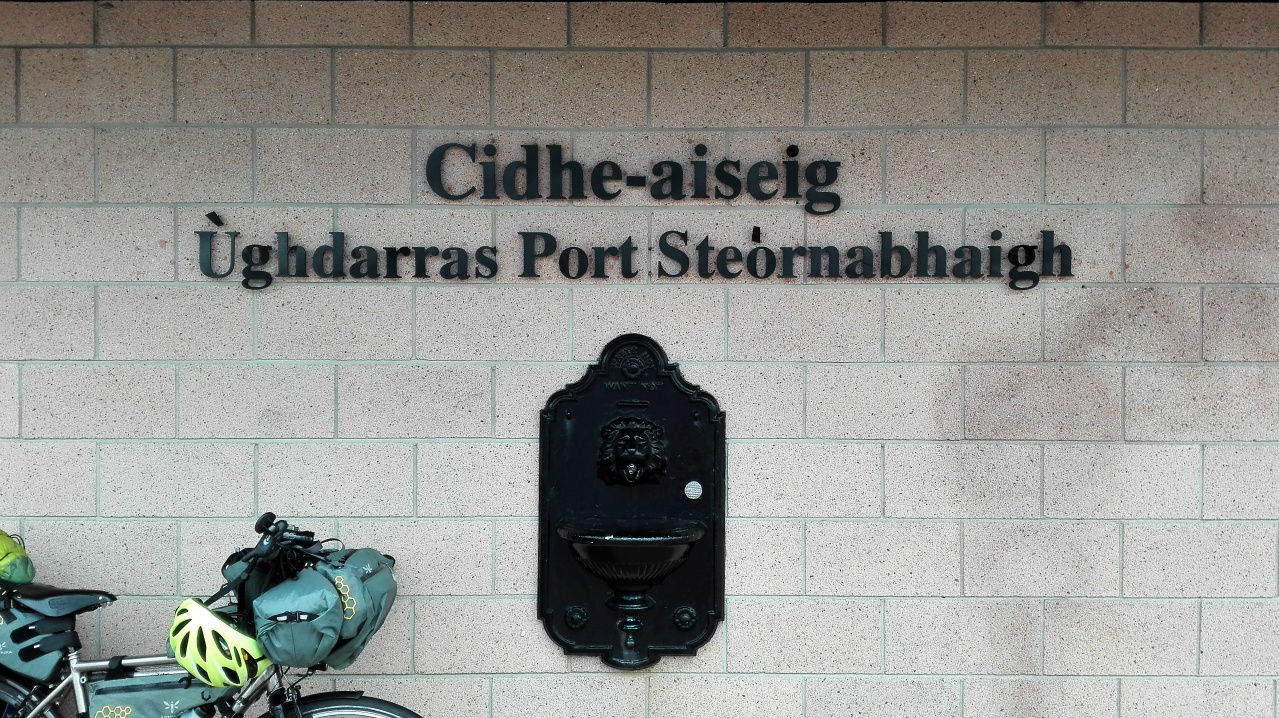 Cidhe-aiseig
Ùghdarras Port Steòrnabhaigh